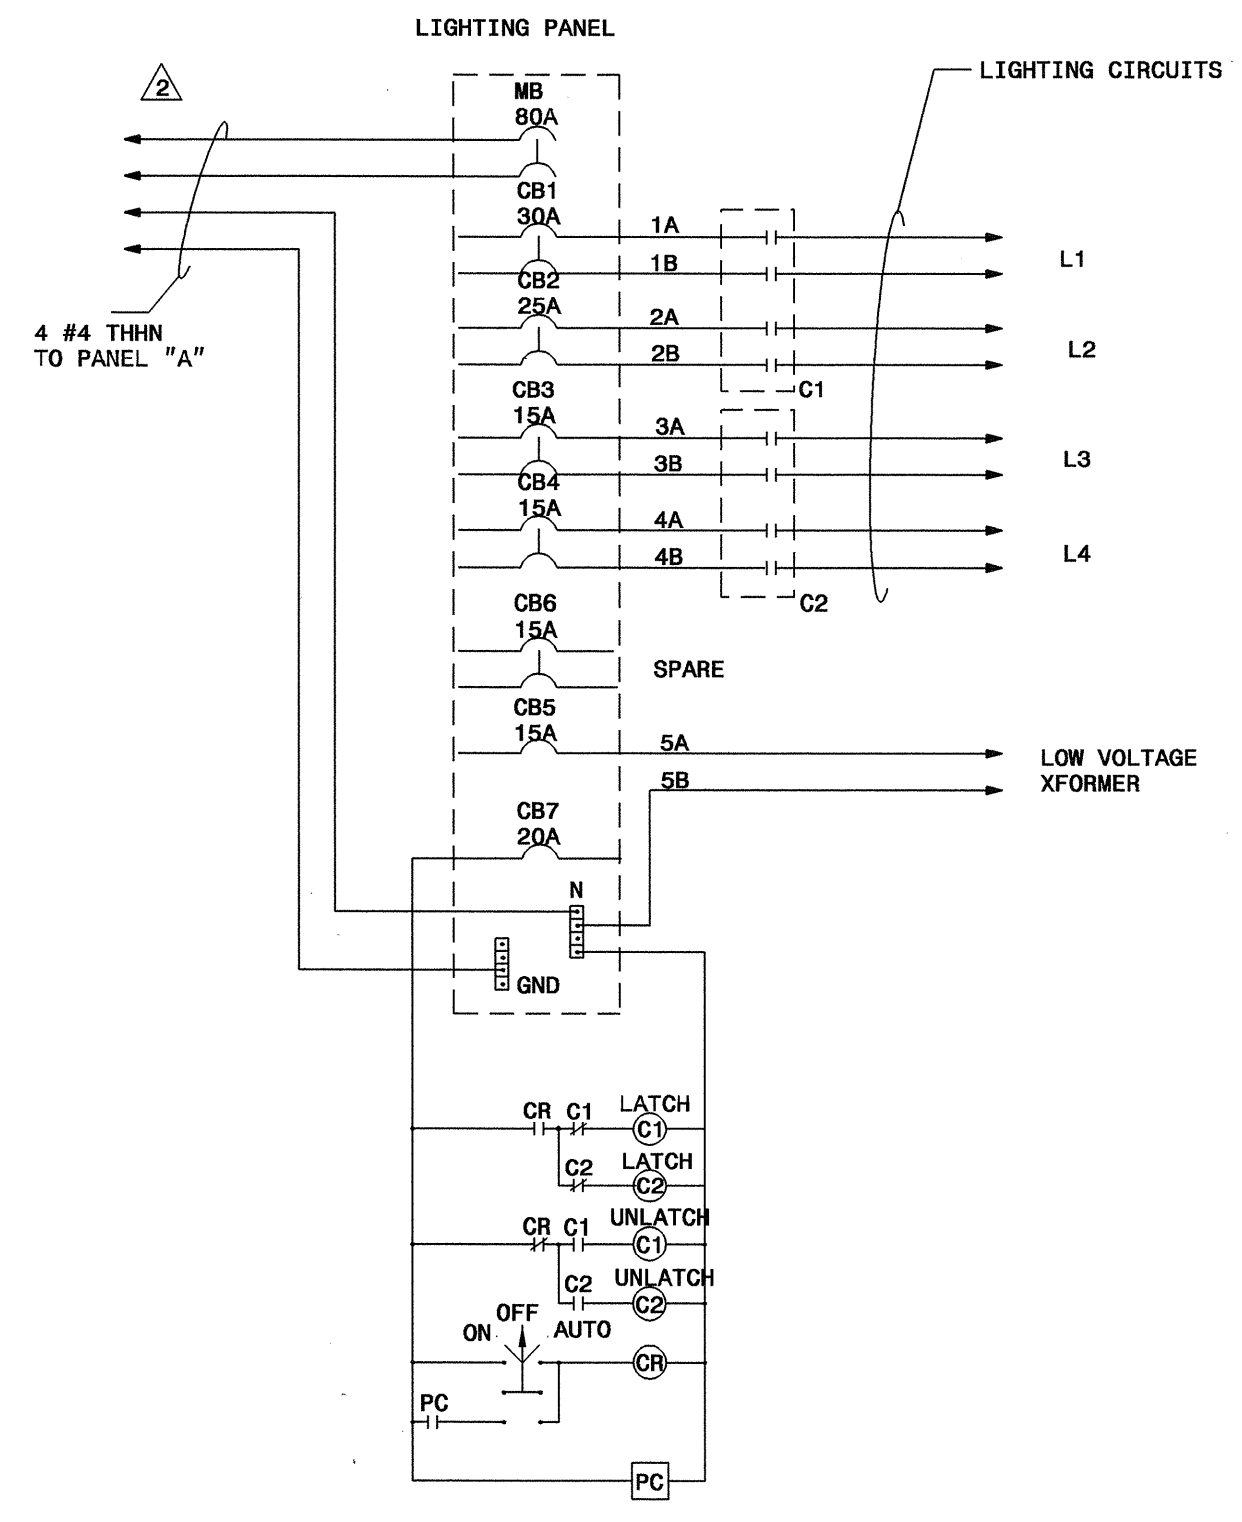 LIGHTING PANEL
LIGHTING CIRCUITS
2
MB
80A
CB1
30A
1A
1B
L1
CB2
25A
2A
2B
L2
4 #4 THHN
TO PANEL "A"
C1
CB3
15A
3A
3B
L3
CB4
15A
4A
4B
L4
C2
CB6
15A
SPARE
CB5
15A
5A
5B
LOW VOLTAGE
XFORMER
CB7
20A
N
GND
LATCH
CR C1
C1
LATCH
C2
C2
UNLATCH
CR C1
C1
UNLATCH
C2
C2
OFF
ON
AUTO
CR
PC
PC